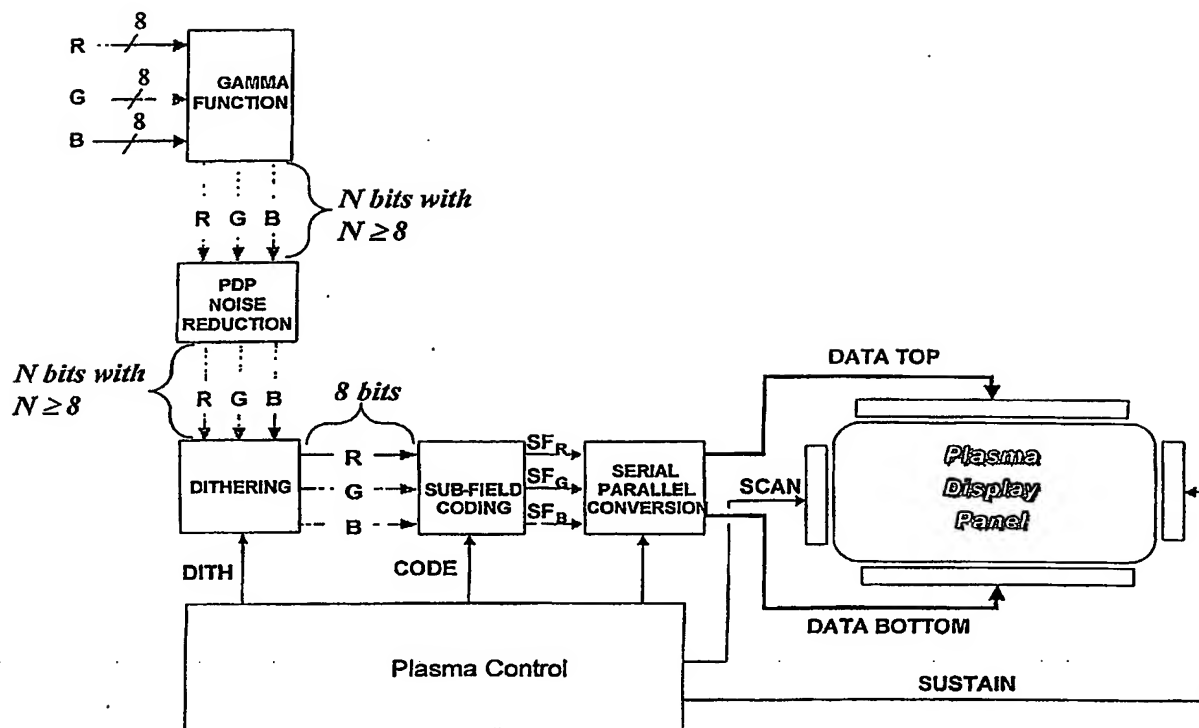 8
R
GAMMA
FUNCTION
8
G
8
B
N bits with
N ≥ 8
R G B
PDP
NOISE
REDUCTION
N bits with
N ≥ 8
R G B
8 bits
DATA TOP
DITHERING
R
G
B
SUB-FIELD
CODING
SF_R
SF_G
SF_B
SERIAL
PARALLEL
CONVERSION
SCAN
Plasma
Display
Panel
DITH
CODE
DATA BOTTOM
Plasma Control
SUSTAIN